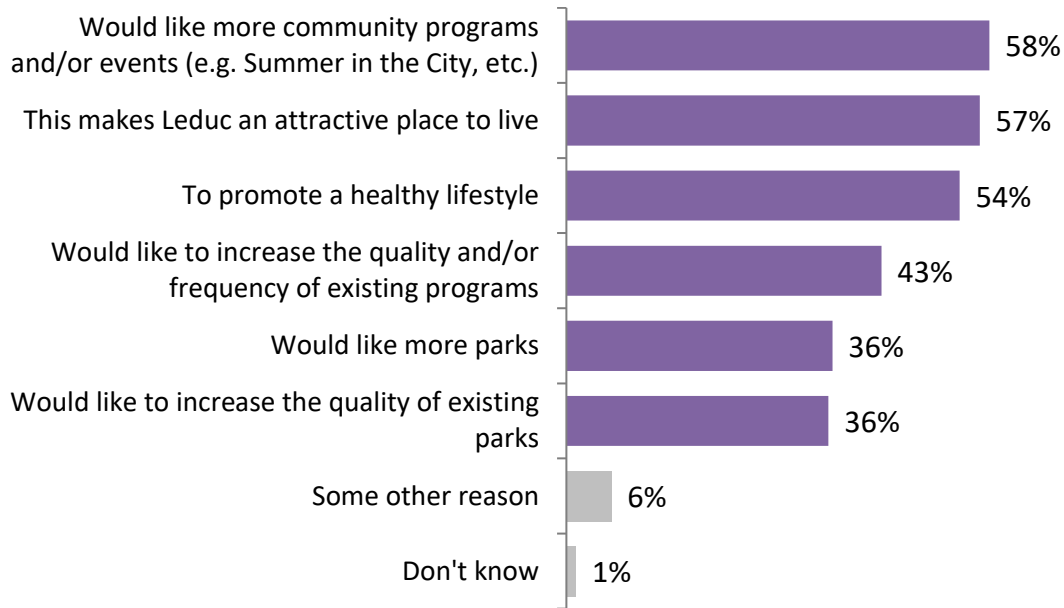 Would like more community programs
and/or events (e.g. Summer in the City, etc.)
58%
This makes Leduc an attractive place to live
57%
To promote a healthy lifestyle
54%
Would like to increase the quality and/or
frequency of existing programs
43%
Would like more parks
36%
Would like to increase the quality of existing
parks
36%
Some other reason
6%
Don't know
1%